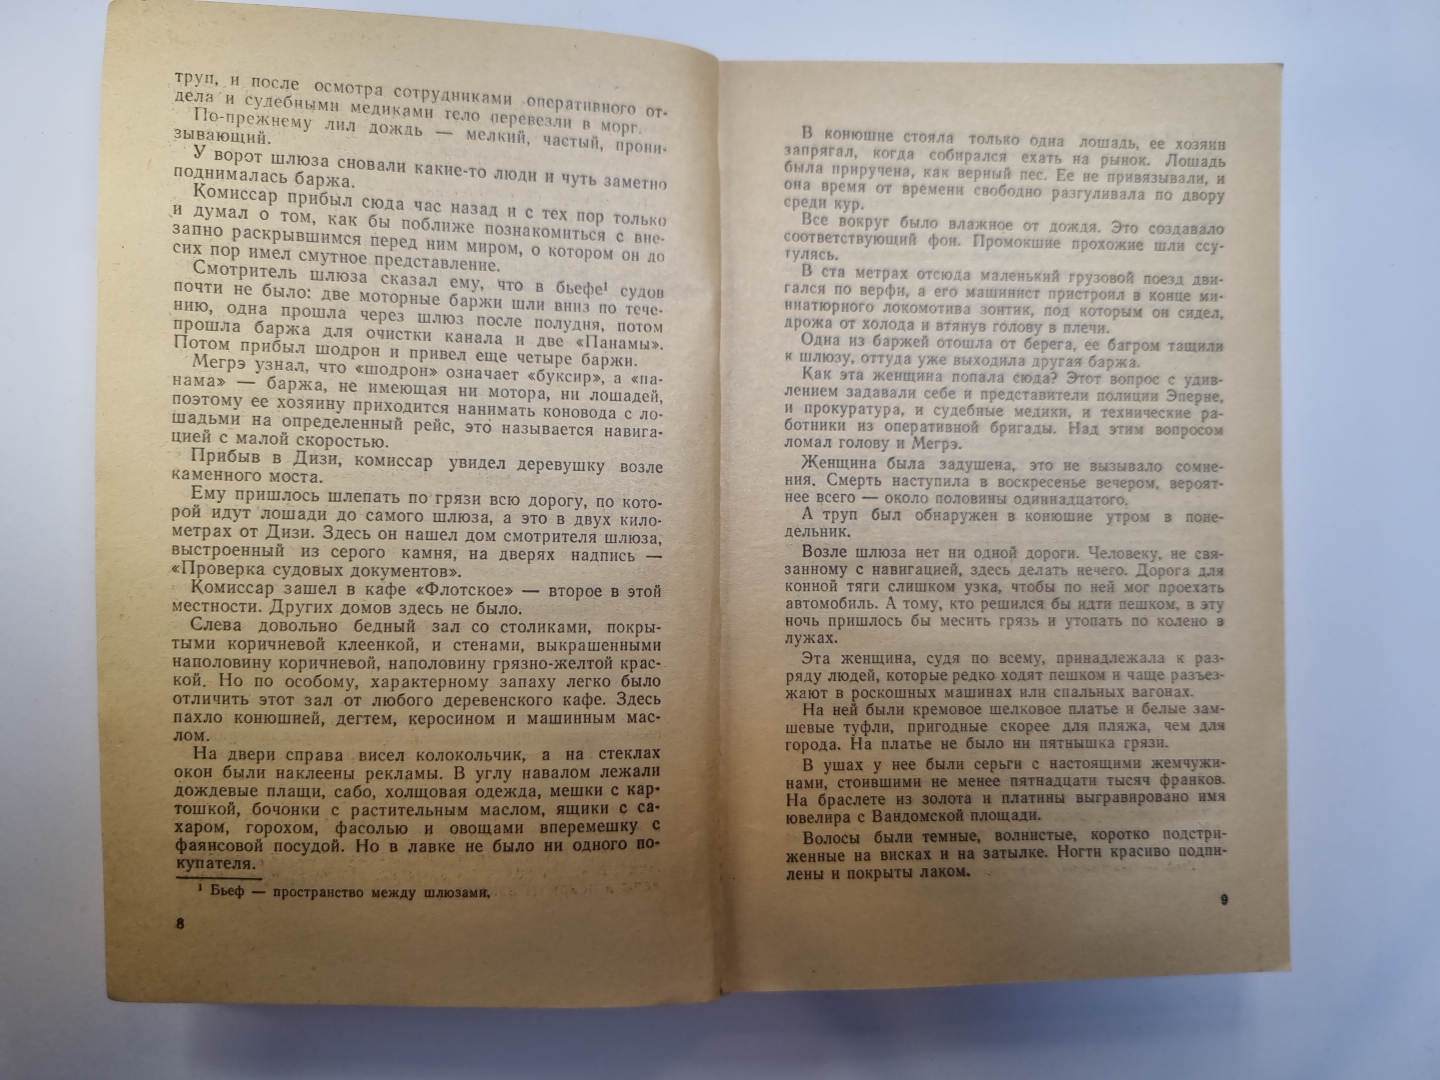 труп, и после осмотра сотрудниками оперативного от-
дела и судебными медиками тело перевезли в морг.
По-прежнему лил дождь — мелкий, частый, прони-
зывающий.
У ворот шлюза сновали какие-то люди и чуть заметно
поднималась баржа.
Комиссар прибыл сюда час назад и с тех пор только
и думал о том, как бы поближе познакомиться с вне-
запно раскрывшимся перед ним миром, о котором он до
сих пор имел смутное представление.
Смотритель шлюза сказал ему, что в бьефе¹ судов
почти не было: две моторные баржи шли вниз по тече-
нию, одна прошла через шлюз после полудня, потом
прошла баржа для очистки канала и две «Панамы».
Потом прибыл шодрон и привел еще четыре баржи.
Мегрэ узнал, что «шодрон» означает «буксир», а «па-
нама» — баржа, не имеющая ни мотора, ни лошадей,
поэтому ее хозяину приходится нанимать коновода с ло-
шадьми на определенный рейс, это называется навига-
цией с малой скоростью.
Прибыв в Дизи, комиссар увидел деревушку возле
каменного моста.
Ему пришлось шлепать по грязи всю дорогу, по кото-
рой идут лошади до самого шлюза, а это в двух кило-
метрах от Дизи. Здесь он нашел дом смотрителя шлюза,
выстроенный из серого камня, на дверях надпись —
«Проверка судовых документов».
Комиссар зашел в кафе «Флотское» — второе в этой
местности. Других домов здесь не было.
Слева довольно бедный зал со столиками, покры-
тыми коричневой клеенкой, и стенами, выкрашенными
наполовину коричневой, наполовину грязно-желтой крас-
кой. Но по особому, характерному запаху легко было
отличить этот зал от любого деревенского кафе. Здесь
пахло конюшней, дегтем, керосином и машинным мас-
лом.
На двери справа висел колокольчик, а на стеклах
окон были наклеены рекламы. В углу навалом лежали
дождевые плащи, сабо, холщовая одежда, мешки с кар-
тошкой, бочонки с растительным маслом, ящики с са-
харом, горохом, фасолью и овощами вперемешку с
фаянсовой посудой. Но в лавке не было ни одного по-
купателя.
¹ Бьеф — пространство между шлюзами.
8
В конюшне стояла только одна лошадь, ее хозяин
запрягал, когда собирался ехать на рынок. Лошадь
была приручена, как верный пес. Ее не привязывали, и
она время от времени свободно разгуливала по двору
среди кур.
Все вокруг было влажное от дождя. Это создавало
соответствующий фон. Промокшие прохожие шли ссу-
тулясь.
В ста метрах отсюда маленький грузовой поезд дви-
гался по верфи, а его машинист пристроил в конце ми-
ниатюрного локомотива зонтик, под которым он сидел,
дрожа от холода и втянув голову в плечи.
Одна из баржей отошла от берега, ее багром тащили
к шлюзу, оттуда уже выходила другая баржа.
Как эта женщина попала сюда? Этот вопрос с удив-
лением задавали себе и представители полиции Эперне,
и прокуратура, и судебные медики, и технические ра-
ботники из оперативной бригады. Над этим вопросом
ломал голову и Мегрэ.
Женщина была задушена, это не вызывало сомне-
ния. Смерть наступила в воскресенье вечером, вероят-
нее всего — около половины одиннадцатого.
А труп был обнаружен в конюшне утром в поне-
дельник.
Возле шлюза нет ни одной дороги. Человеку, не свя-
занному с навигацией, здесь делать нечего. Дорога для
конной тяги слишком узка, чтобы по ней мог проехать
автомобиль. А тому, кто решился бы идти пешком, в эту
ночь пришлось бы месить грязь и утопать по колено в
лужах.
Эта женщина, судя по всему, принадлежала к раз-
ряду людей, которые редко ходят пешком и чаще разъез-
жают в роскошных машинах или спальных вагонах.
На ней были кремовое шелковое платье и белые зам-
шевые туфли, пригодные скорее для пляжа, чем для
города. На платье не было ни пятнышка грязи.
В ушах у нее были серьги с настоящими жемчужи-
нами, стоившими не менее пятнадцати тысяч франков.
На браслете из золота и платины выгравировано имя
ювелира с Вандомской площади.
Волосы были темные, волнистые, коротко подстри-
женные на висках и на затылке. Ногти красиво подпи-
лены и покрыты лаком.
9